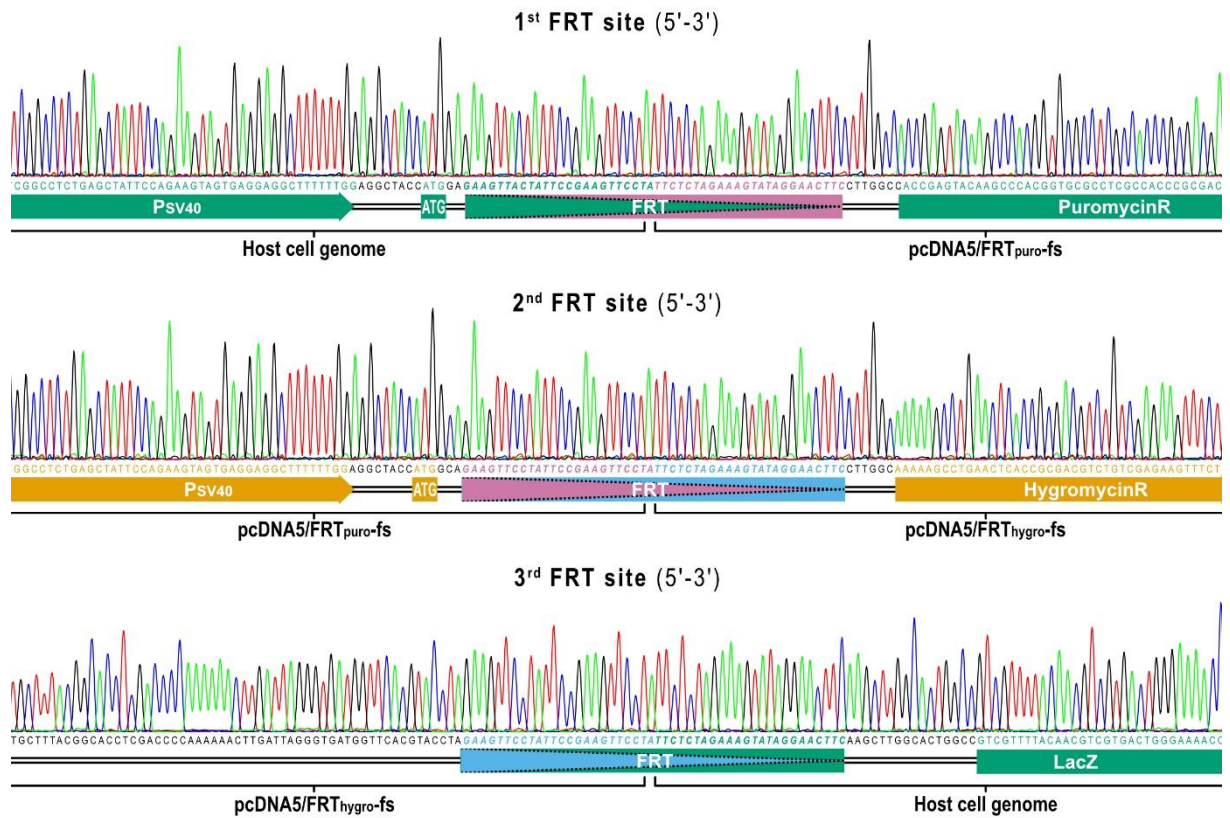 1st FRT site (5'-3')
CGGCCTCTGAGCTATTCCAGAAGTAGTGAGGAGGCTTTTTTGGAGGCTACCATGGAGAAGTTACTATTCCGAAGTTCCTATTCTCTAGAAAGTATAGGAACTTCCTTGGCCACCGAGTACAAGCCCACGGTGCGCCTCGCCACCCGCGAC
PSV40 ATG FRT PuromycinR
Host cell genome pcDNA5/FRTpuro-fs
2nd FRT site (5'-3')
GGCCTCTGAGCTATTCCAGAAGTAGTGAGGAGGCTTTTTTGGAGGCTACCATGGCAGAAGTTCCTATTCCGAAGTTCCTATTCTCTAGAAAGTATAGGAACTTCCTTGGCAAAAAGCCTGAACTCACCGCGACGTCTGTCGAGAAGTTTCT
PSV40 ATG FRT HygromycinR
pcDNA5/FRTpuro-fs pcDNA5/FRThygro-fs
3rd FRT site (5'-3')
TGCTTTACGGCACCTCGACCCCAAAAAACTTGATTAGGGTGATGGTTCACGTACCTAGAAGTTCCTATTCCGAAGTTCCTATTCTCTAGAAAGTATAGGAACTTCAAGCTTGGCACTGGCCGTCGTTTTACAACGTCGTGACTGGGAAAACC
FRT LacZ
pcDNA5/FRThygro-fs Host cell genome